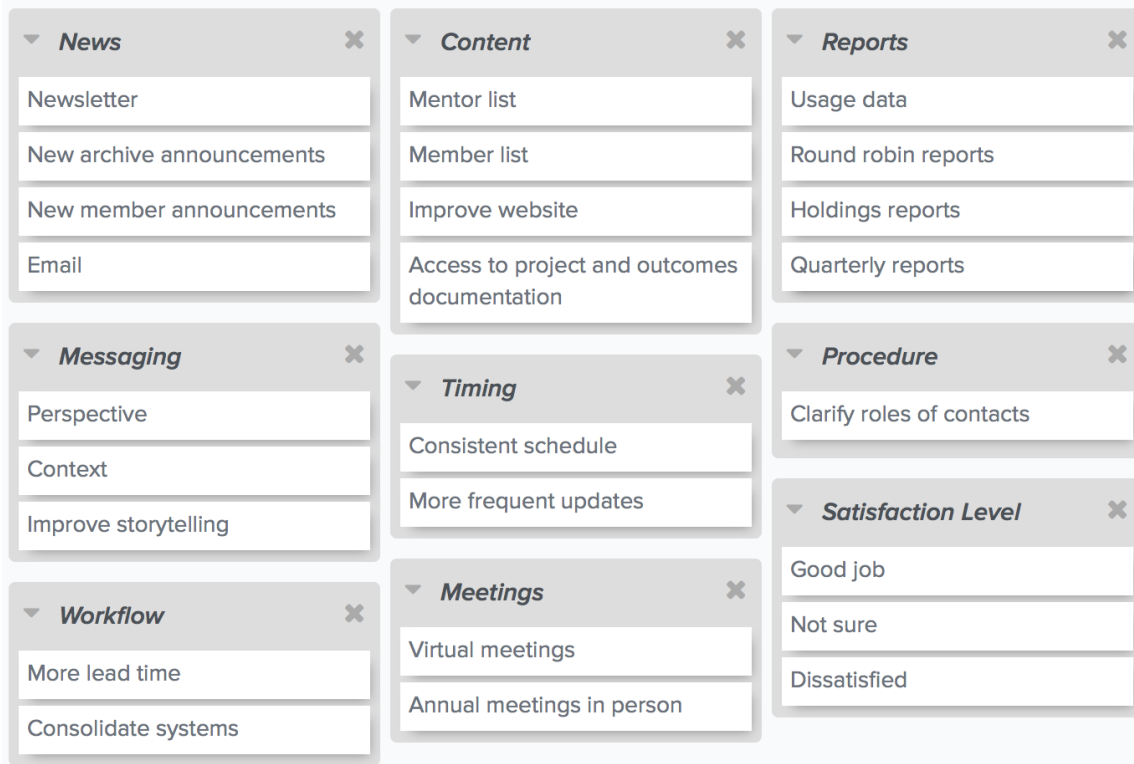 News
Newsletter
New archive announcements
New member announcements
Email
Messaging
Perspective
Context
Improve storytelling
Workflow
More lead time
Consolidate systems
Content
Mentor list
Member list
Improve website
Access to project and outcomes
documentation
Timing
Consistent schedule
More frequent updates
Meetings
Virtual meetings
Annual meetings in person
Reports
Usage data
Round robin reports
Holdings reports
Quarterly reports
Procedure
Clarify roles of contacts
Satisfaction Level
Good job
Not sure
Dissatisfied